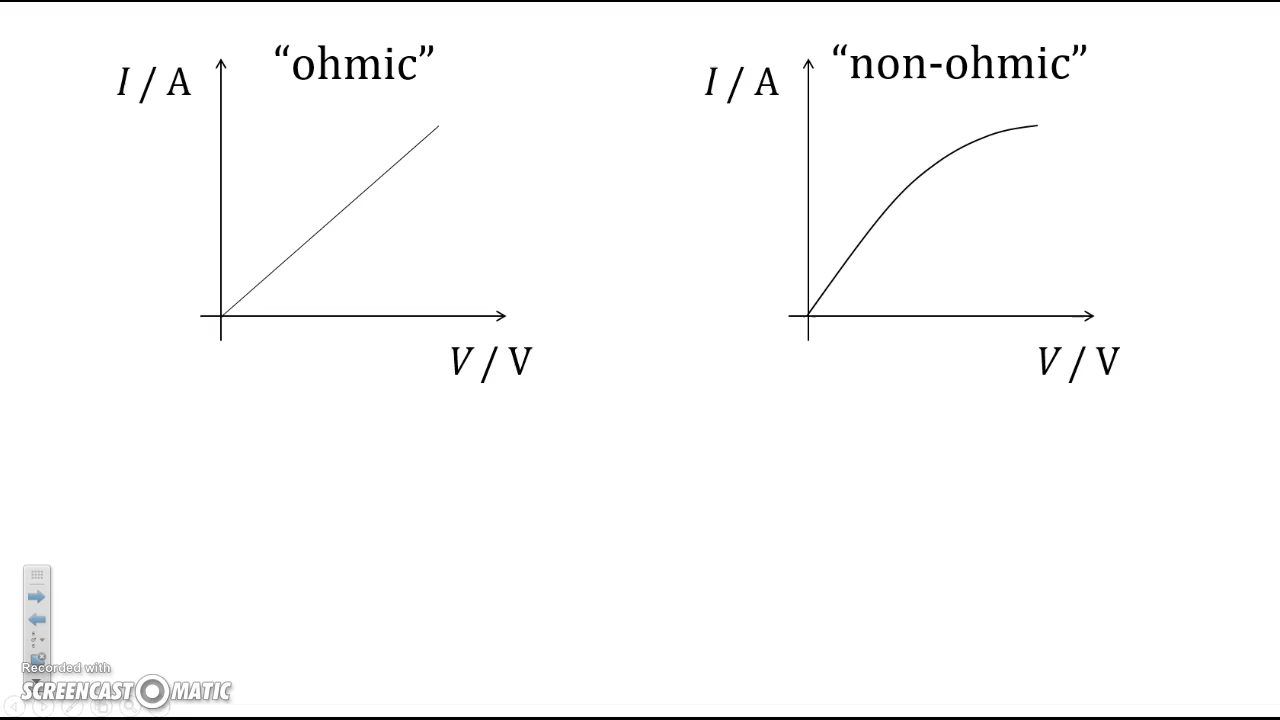 “ohmic”
I / A
V / V
“non-ohmic”
I / A
V / V
Recorded with
SCREENCAST MATIC